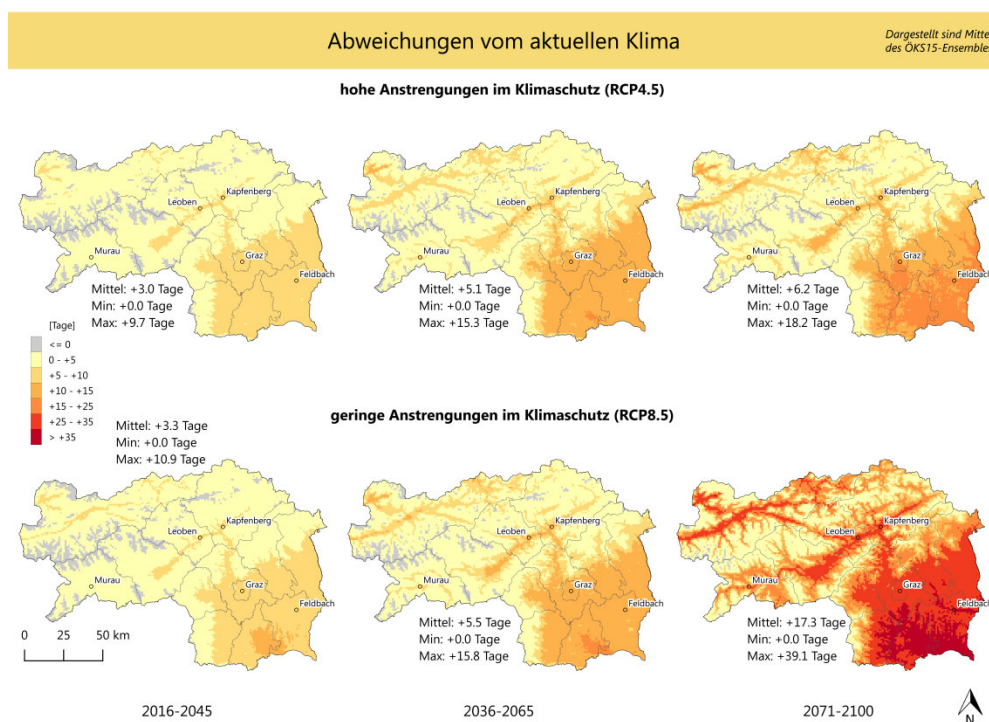 Abweichungen vom aktuellen Klima
Dargestellt sind Mittel
des ÖKS15-Ensembles
hohe Anstrengungen im Klimaschutz (RCP4.5)
Kapfenberg
Leoben
Murau
Graz
Feldbach
Mittel: +3.0 Tage
Min: +0.0 Tage
Max: +9.7 Tage
Kapfenberg
Leoben
Murau
Graz
Feldbach
Mittel: +5.1 Tage
Min: +0.0 Tage
Max: +15.3 Tage
Kapfenberg
Leoben
Murau
Graz
Feldbach
Mittel: +6.2 Tage
Min: +0.0 Tage
Max: +18.2 Tage
[Tage]
<= 0
0 - +5
+5 - +10
+10 - +15
+15 - +25
+25 - +35
> +35
geringe Anstrengungen im Klimaschutz (RCP8.5)
Mittel: +3.3 Tage
Min: +0.0 Tage
Max: +10.9 Tage
Kapfenberg
Leoben
Murau
Graz
Feldbach
Kapfenberg
Leoben
Murau
Graz
Feldbach
Mittel: +5.5 Tage
Min: +0.0 Tage
Max: +15.8 Tage
Kapfenberg
Leoben
Murau
Graz
Feldbach
Mittel: +17.3 Tage
Min: +0.0 Tage
Max: +39.1 Tage
0 25 50 km
2016-2045
2036-2065
2071-2100
N